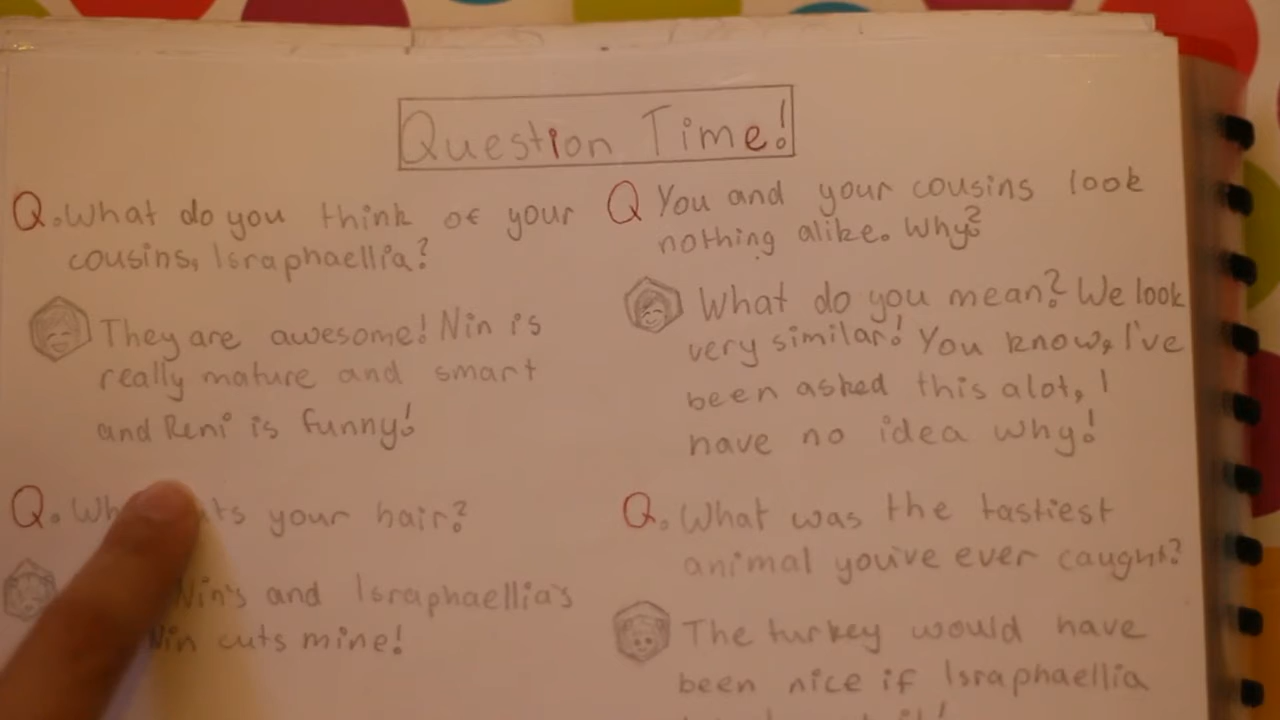 Question Time!
Q. What do you think of your
cousins, Israphaellia?
They are awesome! Nin is
really mature and smart
and Reni is funny!
Q. your hair?
Nin's and Israphaellia's
Nin cuts mine!
Q You and your cousins look
nothing alike. Why?
What do you mean? We look
very similar! You know, I've
been asked this alot, I
have no idea why!
Q. What was the tastiest
animal you've ever caught?
The turkey would have
been nice if Israphaellia